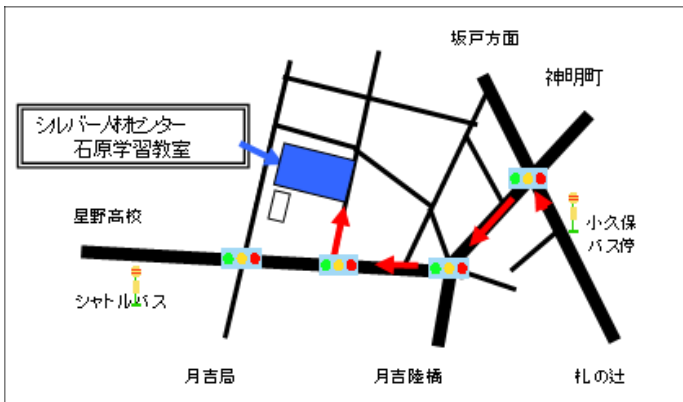 坂戸方面
神明町
シルバー人材センター
石原学習教室
星野高校
小久保
バス停
シャトルバス
月吉局
月吉陸橋
札の辻